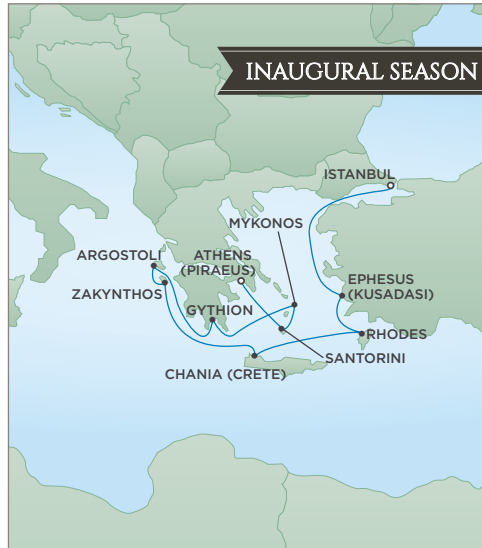 INAUGURAL SEASON
ISTANBUL
MYKONOS
ARGOSTOLI
ATHENS
(PIRAEUS)
EPHESUS
(KUSADASI)
ZAKYNTHOS
GYTHION
RHODES
SANTORINI
CHANIA (CRETE)